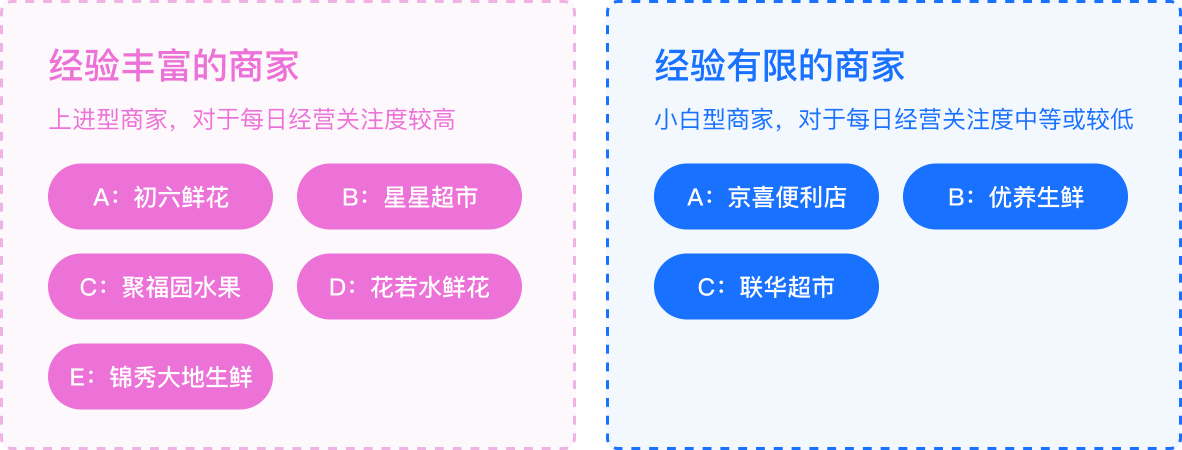 经验丰富的商家
上进型商家，对于每日经营关注度较高
A：初六鲜花
B：星星超市
C：聚福园水果
D：花若水鲜花
E：锦秀大地生鲜
经验有限的商家
小白型商家，对于每日经营关注度中等或较低
A：京喜便利店
B：优养生鲜
C：联华超市